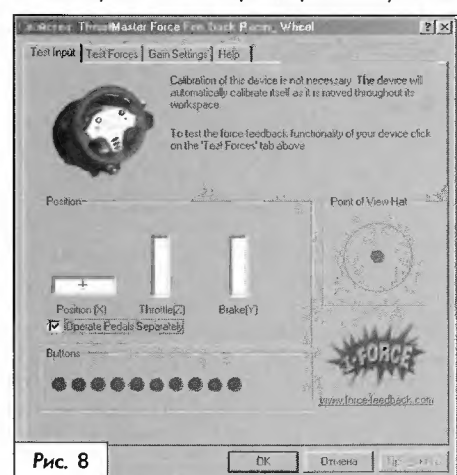 ThrustMaster Force Wheel
Test Input Test Forces Gain Settings Help
Calibration of this device is not necessary. The device will
automatically calibrate itself as it is moved throughout its
workspace.
To test the force feedback functionality of your device click
on the 'Test Forces' tab above
Position
Point of View Hat
Position (X) Throttle(Z) Brake(Y)
Operate Pedals Separately
Buttons
I-FORCE
www.force-feedback.com
OK Отмена
Рис. 8